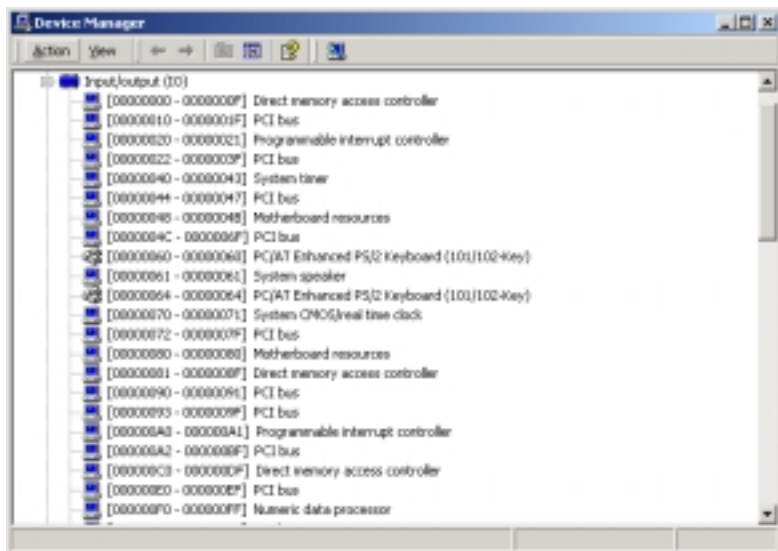 Device Manager
Action View
Input/output (IO)
[00000000 - 0000000F] Direct memory access controller
[00000010 - 0000001F] PCI bus
[00000020 - 00000021] Programmable interrupt controller
[00000022 - 0000003F] PCI bus
[00000040 - 00000043] System timer
[00000044 - 00000047] PCI bus
[00000048 - 0000004B] Motherboard resources
[0000004C - 0000006F] PCI bus
[00000060 - 00000060] PC/AT Enhanced PS/2 Keyboard (101/102-Key)
[00000061 - 00000061] System speaker
[00000064 - 00000064] PC/AT Enhanced PS/2 Keyboard (101/102-Key)
[00000070 - 00000071] System CMOS/real time clock
[00000072 - 0000007F] PCI bus
[00000080 - 00000080] Motherboard resources
[00000081 - 0000008F] Direct memory access controller
[00000090 - 00000091] PCI bus
[00000093 - 0000009F] PCI bus
[000000A0 - 000000A1] Programmable interrupt controller
[000000A2 - 000000BF] PCI bus
[000000C0 - 000000DF] Direct memory access controller
[000000E0 - 000000EF] PCI bus
[000000F0 - 000000FF] Numeric data processor